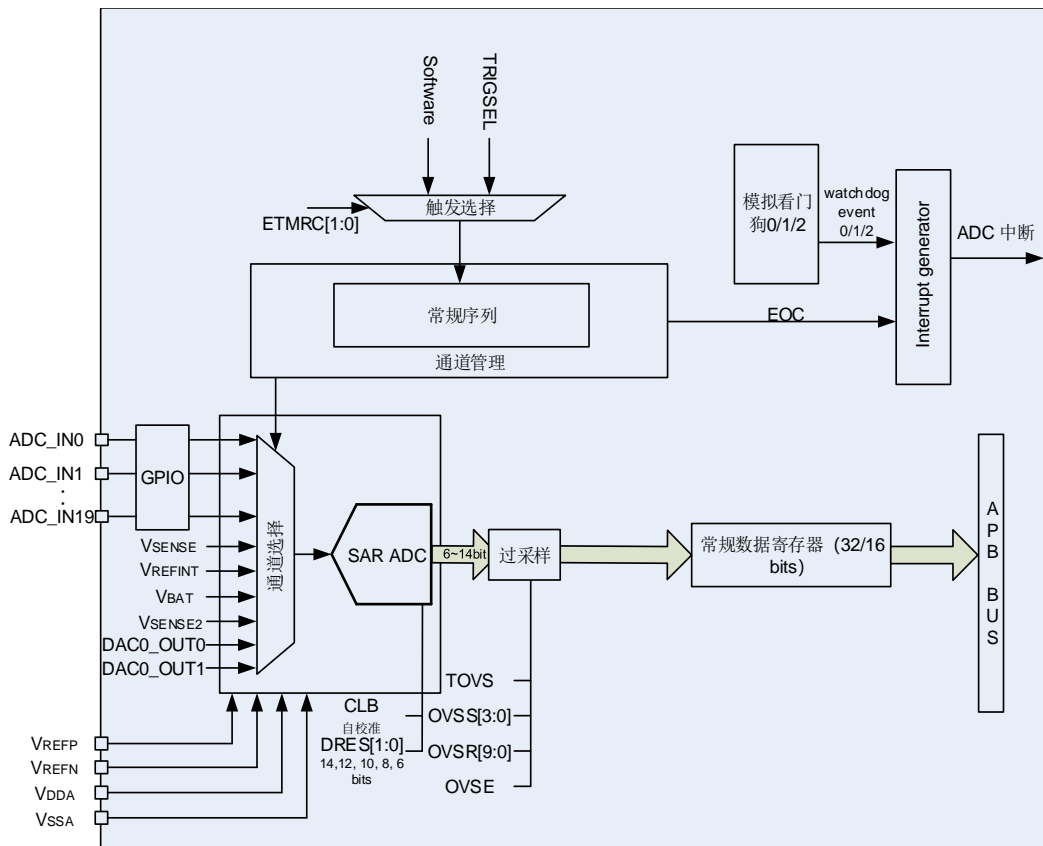 Software
TRIGSEL
触发选择
ETMRC[1:0]
模拟看门
狗0/1/2
watchdog
event
0/1/2
Interrupt generator
ADC 中断
常规序列
通道管理
EOC
ADC_IN0
ADC_IN1
⋮
ADC_IN19
GPIO
VSENSE
VREFINT
VBAT
VSENSE2
DAC0_OUT0
DAC0_OUT1
通道选择
SAR ADC
6~14bit
过采样
常规数据寄存器 (32/16
bits)
APB BUS
CLB
自校准
DRES[1:0]
14,12, 10, 8, 6
bits
TOVS
OVSS[3:0]
OVSR[9:0]
OVSE
VREFP
VREFN
VDDA
VSSA